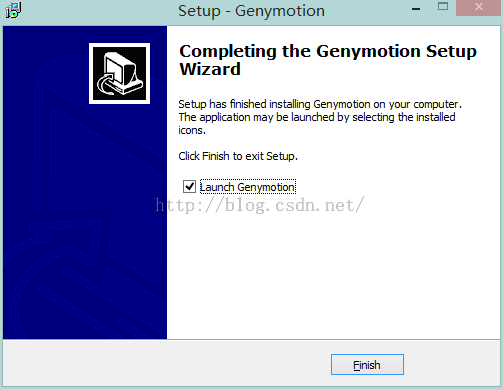 Setup - Genymotion
Completing the Genymotion Setup
Wizard
Setup has finished installing Genymotion on your computer.
The application may be launched by selecting the installed
icons.
Click Finish to exit Setup.
Launch Genymotion
http://blog.csdn.net/
Finish